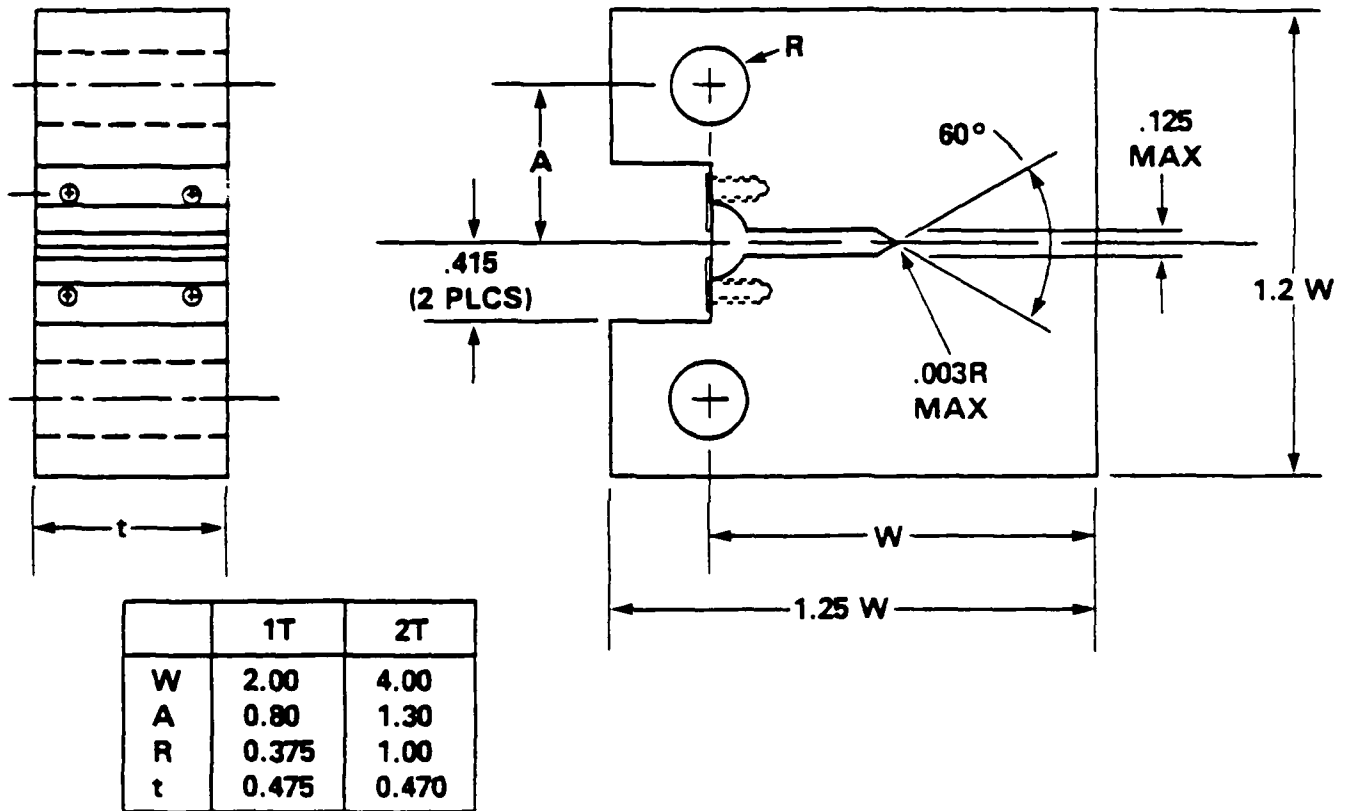 R
A
60°
.125
MAX
.415
(2 PLCS)
1.2 W
.003R
MAX
t
W
1.25 W
1T 2T
W 2.00 4.00
A 0.80 1.30
R 0.375 1.00
t 0.475 0.470